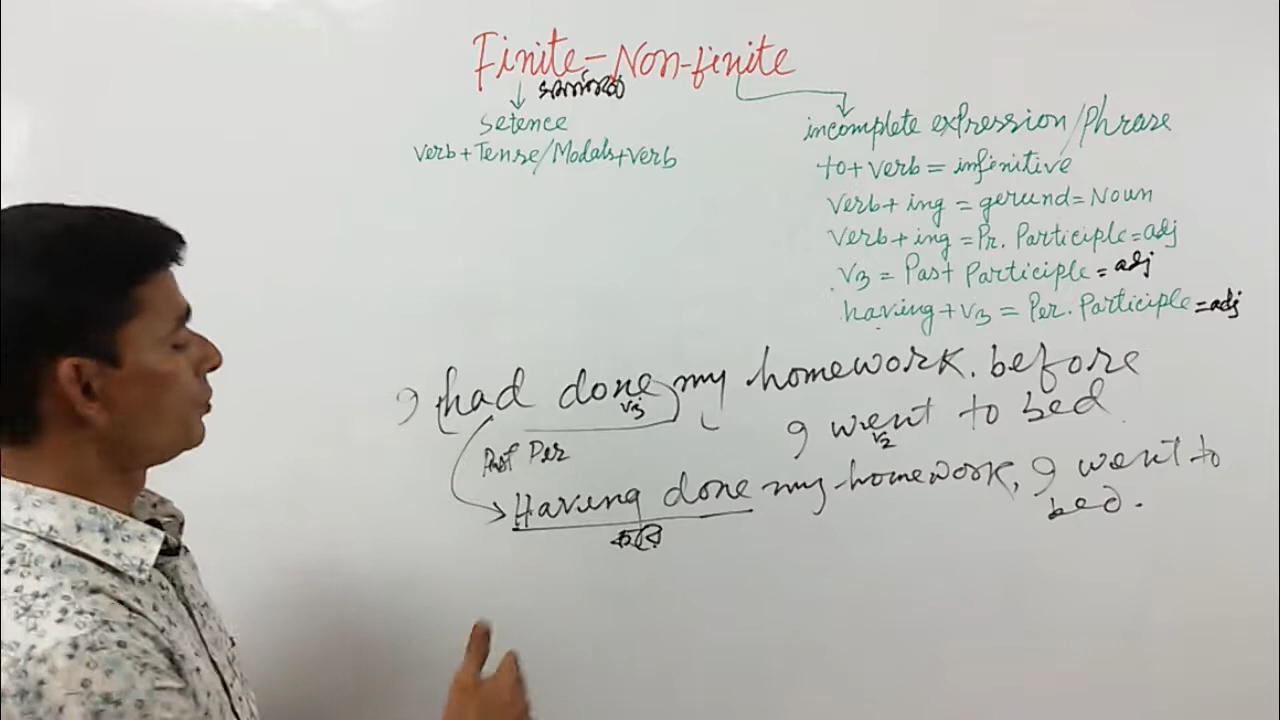 Finite-Non-finite
setence
verb+Tense/Modals+verb
incomplete expression/Phrase
to+verb = infinitive
verb+ing = gerund = Noun
verb+ing = Pr. Participle = adj
V3 = Past Participle = adj
having+V3 = Per. Participle = adj
I had done my homework. before
V3
I went to bed
V2
Past Per
Having done my homework, I went to
bed.
করি